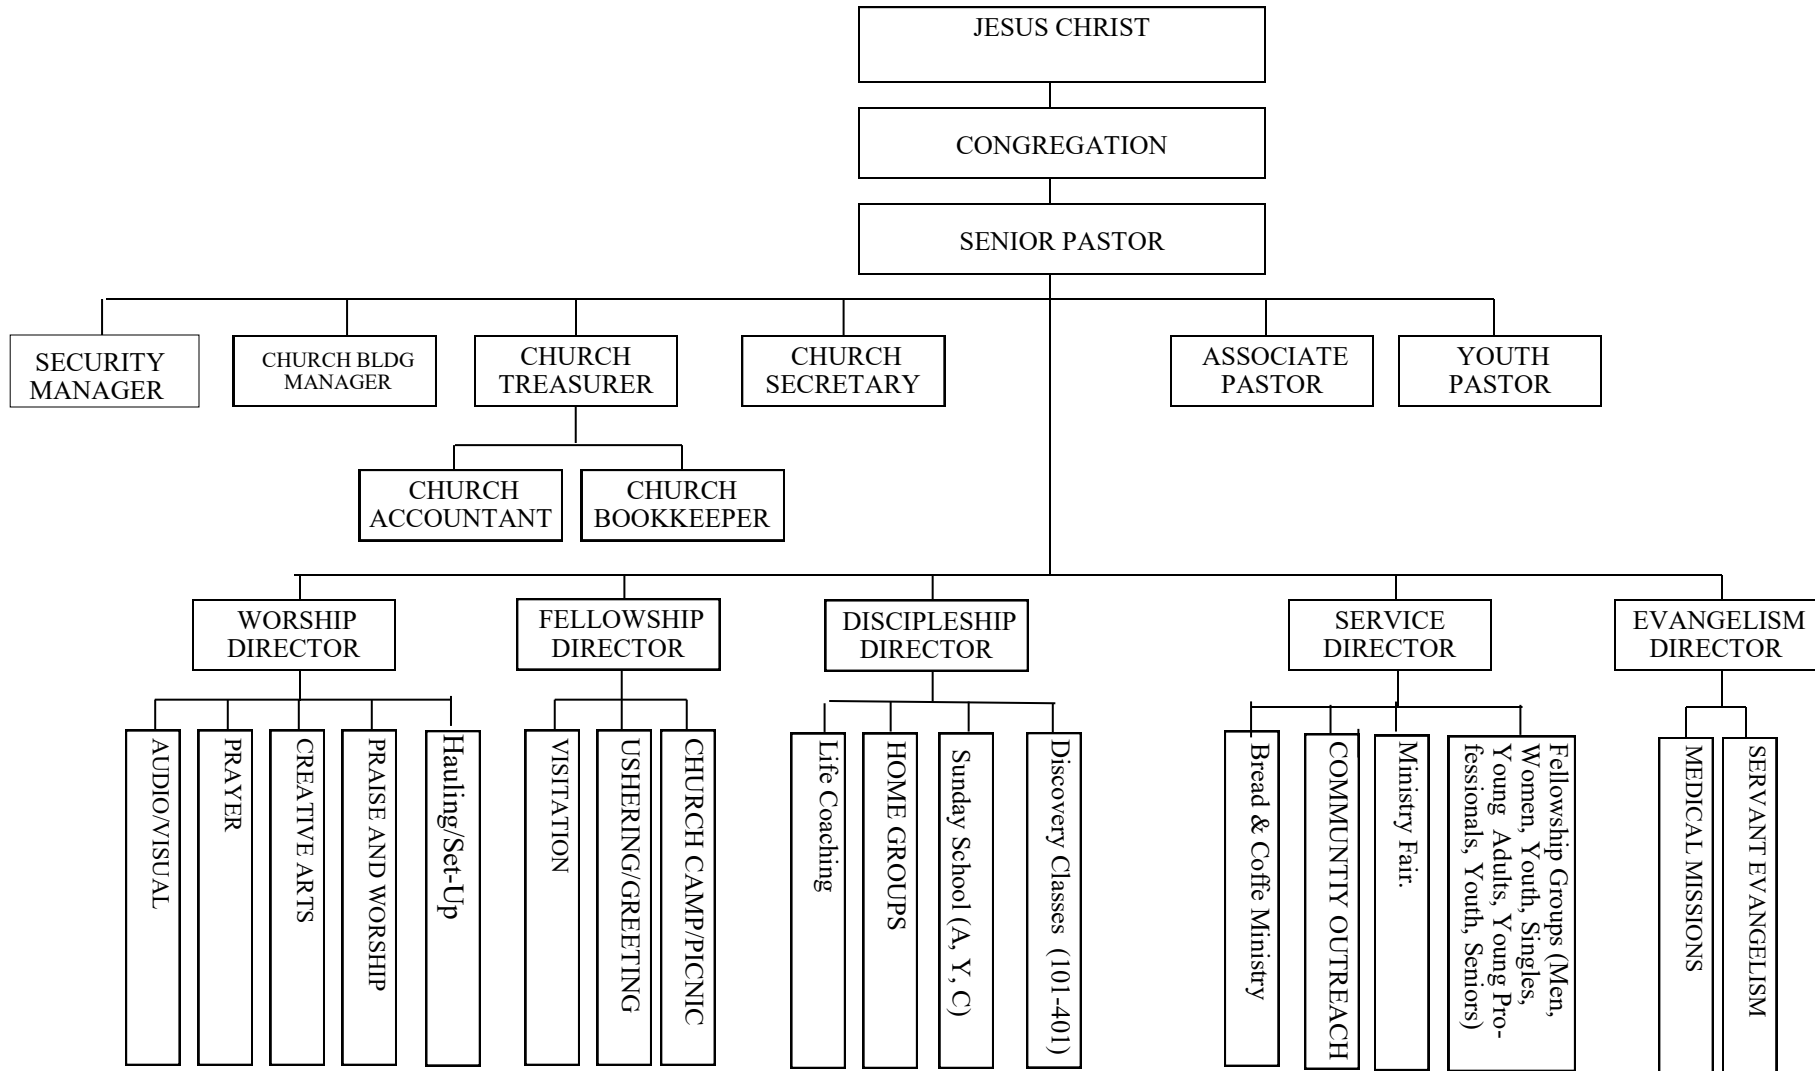 JESUS CHRIST
CONGREGATION
SENIOR PASTOR
SECURITY
MANAGER
CHURCH BLDG
MANAGER
CHURCH
TREASURER
CHURCH
SECRETARY
ASSOCIATE
PASTOR
YOUTH
PASTOR
CHURCH
ACCOUNTANT
CHURCH
BOOKKEEPER
WORSHIP
DIRECTOR
FELLOWSHIP
DIRECTOR
DISCIPLESHIP
DIRECTOR
SERVICE
DIRECTOR
EVANGELISM
DIRECTOR
AUDIO/VISUAL
PRAYER
CREATIVE ARTS
PRAISE AND WORSHIP
Hauling/Set-Up
VISITATION
USHERING/GREETING
CHURCH CAMP/PICNIC
Life Coaching
HOME GROUPS
Sunday School (A, Y, C)
Discovery Classes (101-401)
Bread & Coffe Ministry
COMMUNTIY OUTREACH
Ministry Fair.
Fellowship Groups (Men,
Women, Youth, Singles,
Young Adults, Young Pro-
fessionals, Youth, Seniors)
MEDICAL MISSIONS
SERVANT EVANGELISM